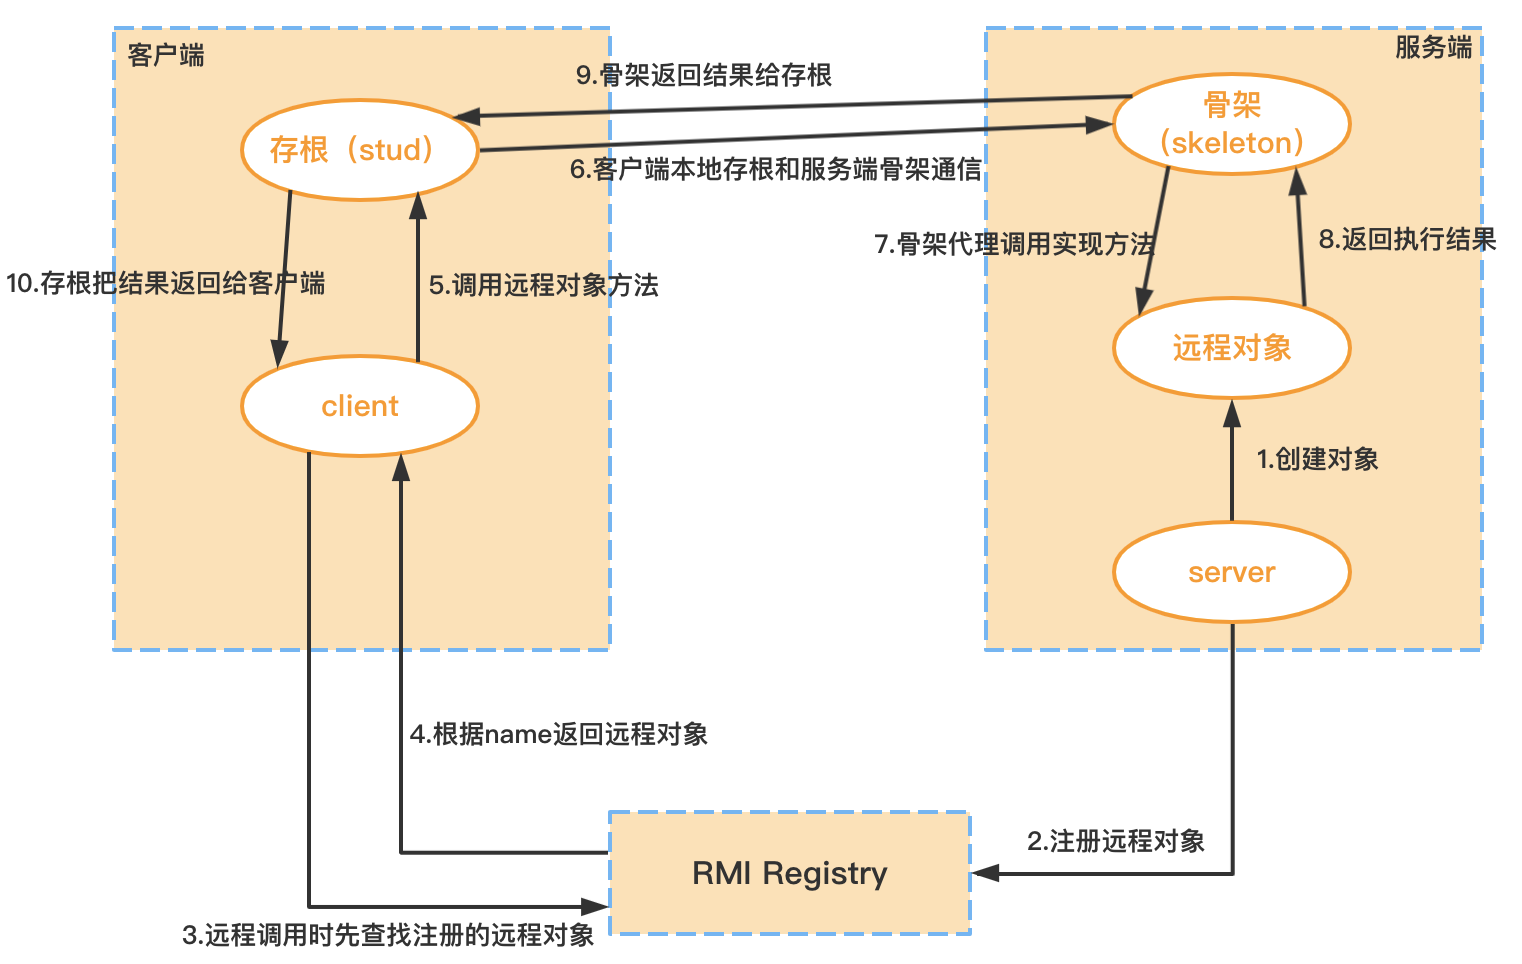 客户端
服务端
9.骨架返回结果给存根
骨架
（skeleton）
存根（stud）
6.客户端本地存根和服务端骨架通信
7.骨架代理调用实现方法
8.返回执行结果
10.存根把结果返回给客户端
5.调用远程对象方法
远程对象
client
1.创建对象
server
4.根据name返回远程对象
2.注册远程对象
RMI Registry
3.远程调用时先查找注册的远程对象